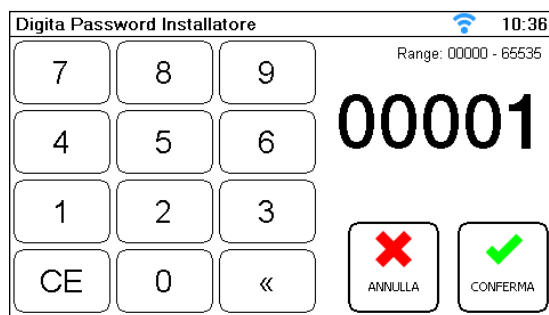 Digita Password Installatore 10:36
Range: 00000 - 65535
00001
7 8 9
4 5 6
1 2 3
CE 0 «
ANNULLA CONFERMA